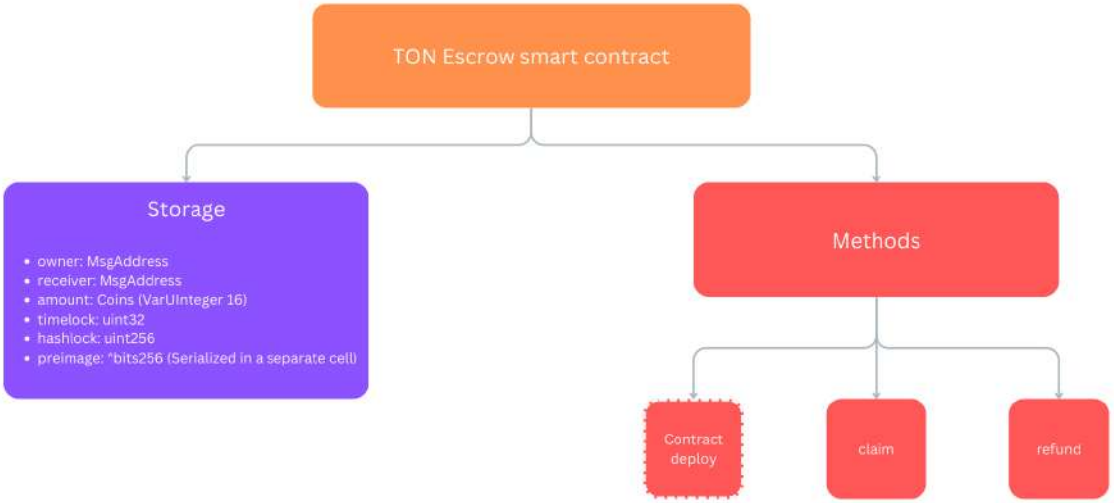 TON Escrow smart contract
Storage
• owner: MsgAddress
• receiver: MsgAddress
• amount: Coins (VarUInteger 16)
• timelock: uint32
• hashlock: uint256
• preimage: ^bits256 (Serialized in a separate cell)
Methods
Contract
deploy
claim
refund